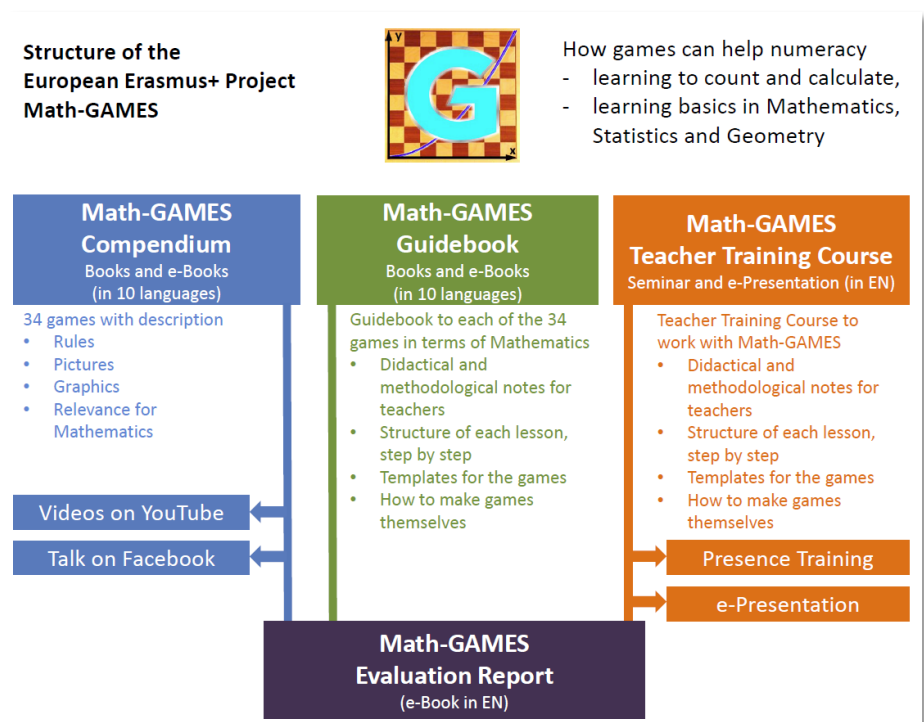 Structure of the
European Erasmus+ Project
Math-GAMES
y
G
x
How games can help numeracy
- learning to count and calculate,
- learning basics in Mathematics,
Statistics and Geometry
Math-GAMES
Compendium
Books and e-Books
(in 10 languages)
34 games with description
• Rules
• Pictures
• Graphics
• Relevance for
Mathematics
Videos on YouTube
Talk on Facebook
Math-GAMES
Guidebook
Books and e-Books
(in 10 languages)
Guidebook to each of the 34
games in terms of Mathematics
• Didactical and
methodological notes for
teachers
• Structure of each lesson,
step by step
• Templates for the games
• How to make games
themselves
Math-GAMES
Teacher Training Course
Seminar and e-Presentation (in EN)
Teacher Training Course to
work with Math-GAMES
• Didactical and
methodological notes for
teachers
• Structure of each lesson,
step by step
• Templates for the games
• How to make games
themselves
Presence Training
e-Presentation
Math-GAMES
Evaluation Report
(e-Book in EN)